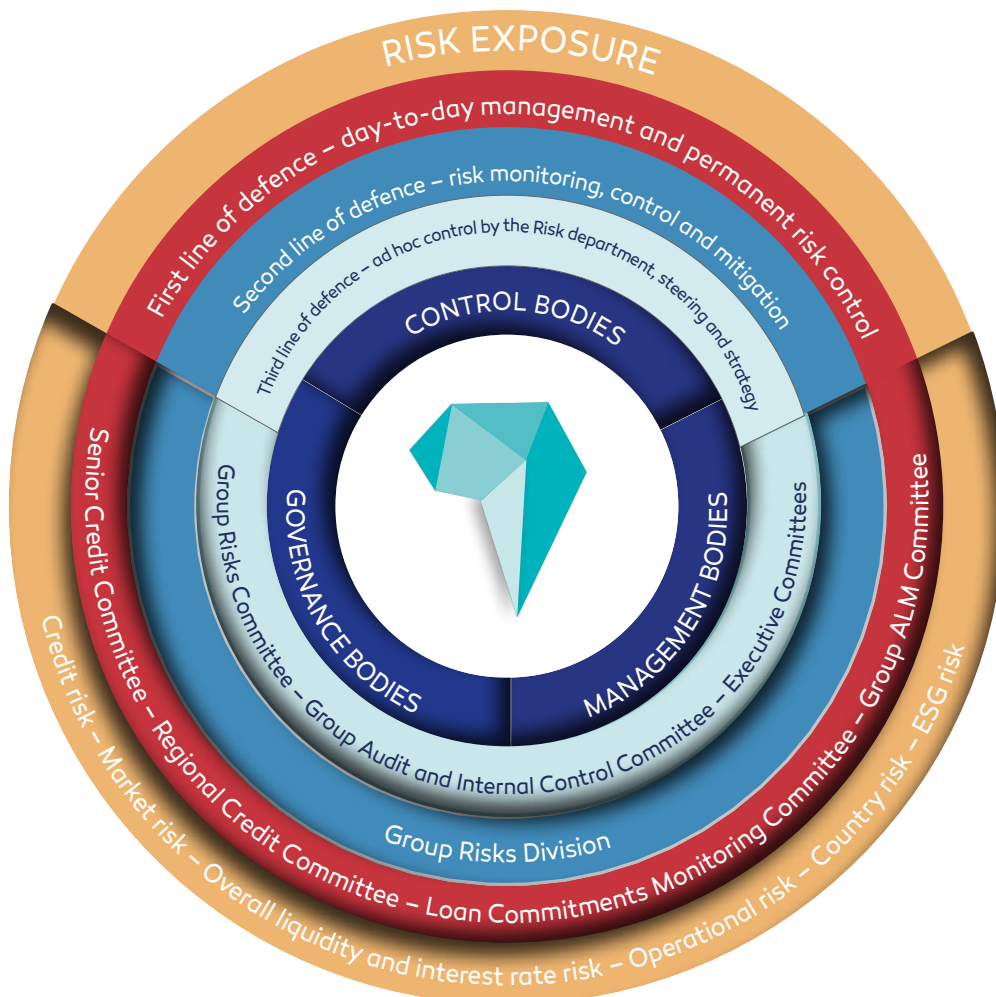 RISK EXPOSURE
First line of defence – day-to-day management and permanent risk control
Second line of defence – risk monitoring, control and mitigation
Third line of defence – ad hoc control by the Risk department, steering and strategy
CONTROL BODIES
GOVERNANCE BODIES
MANAGEMENT BODIES
Group Risks Committee – Group Audit and Internal Control Committee – Executive Committees
Group Risks Division
Senior Credit Committee – Regional Credit Committee – Loan Commitments Monitoring Committee – Group ALM Committee
Credit risk – Market risk – Overall liquidity and interest rate risk – Operational risk – Country risk – ESG risk